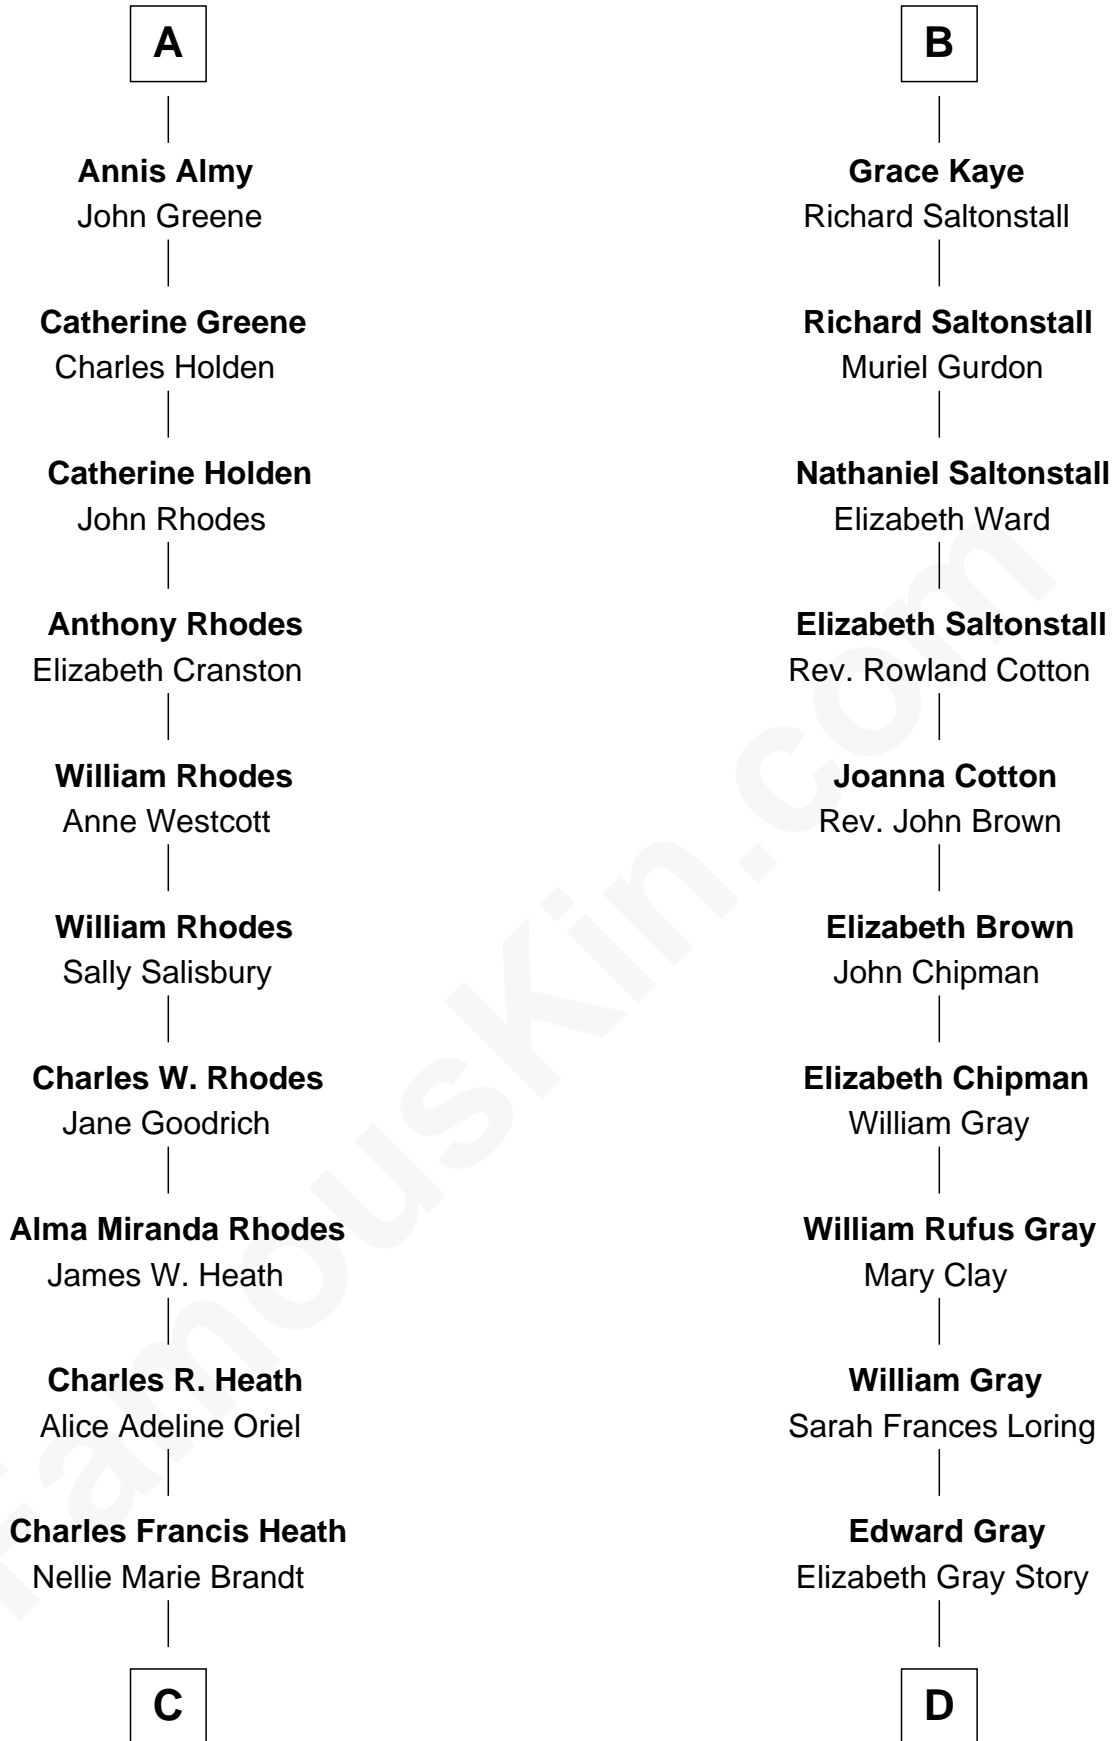 A
Annis Almy
John Greene
Catherine Greene
Charles Holden
Catherine Holden
John Rhodes
Anthony Rhodes
Elizabeth Cranston
William Rhodes
Anne Westcott
William Rhodes
Sally Salisbury
Charles W. Rhodes
Jane Goodrich
Alma Miranda Rhodes
James W. Heath
Charles R. Heath
Alice Adeline Oriel
Charles Francis Heath
Nellie Marie Brandt
C
B
Grace Kaye
Richard Saltonstall
Richard Saltonstall
Muriel Gurdon
Nathaniel Saltonstall
Elizabeth Ward
Elizabeth Saltonstall
Rev. Rowland Cotton
Joanna Cotton
Rev. John Brown
Elizabeth Brown
John Chipman
Elizabeth Chipman
William Gray
William Rufus Gray
Mary Clay
William Gray
Sarah Frances Loring
Edward Gray
Elizabeth Gray Story
D
FamousKin.com